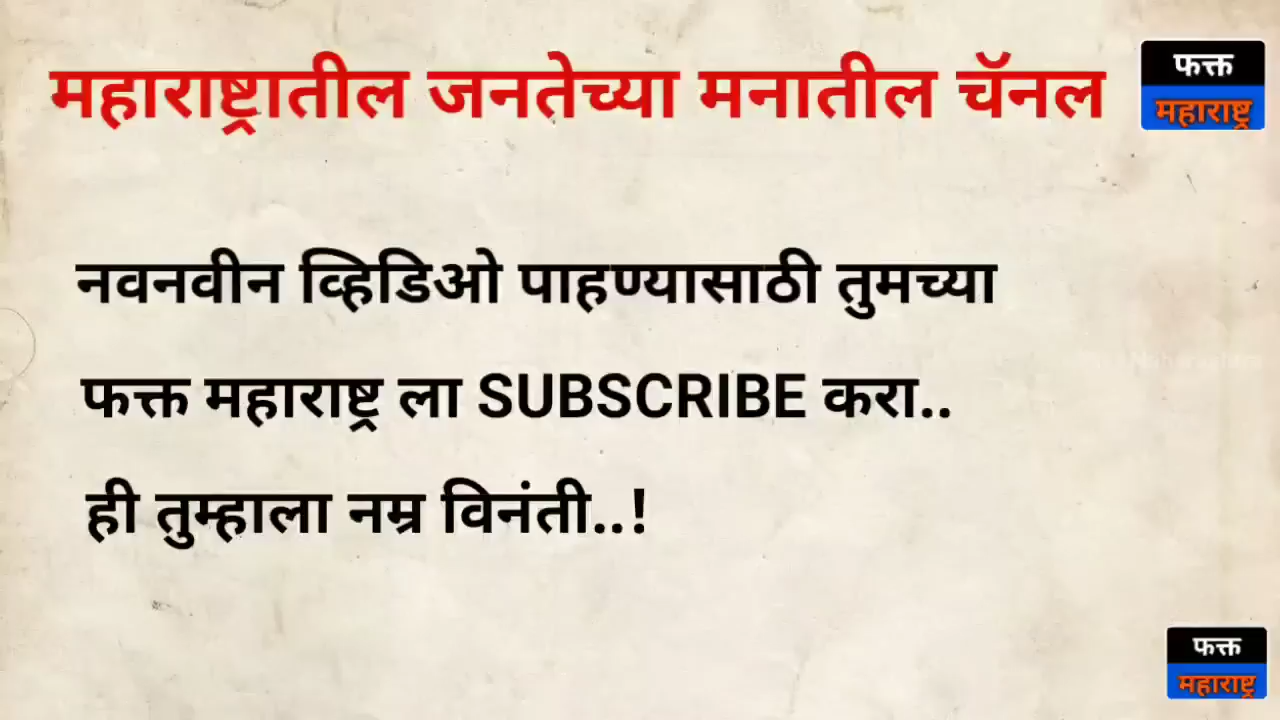 महाराष्ट्रातील जनतेच्या मनातील चॅनल
फक्त
महाराष्ट्र
नवनवीन व्हिडिओ पाहण्यासाठी तुमच्या
फक्त महाराष्ट्र ला SUBSCRIBE करा..
ही तुम्हाला नम्र विनंती..!
फक्त
महाराष्ट्र